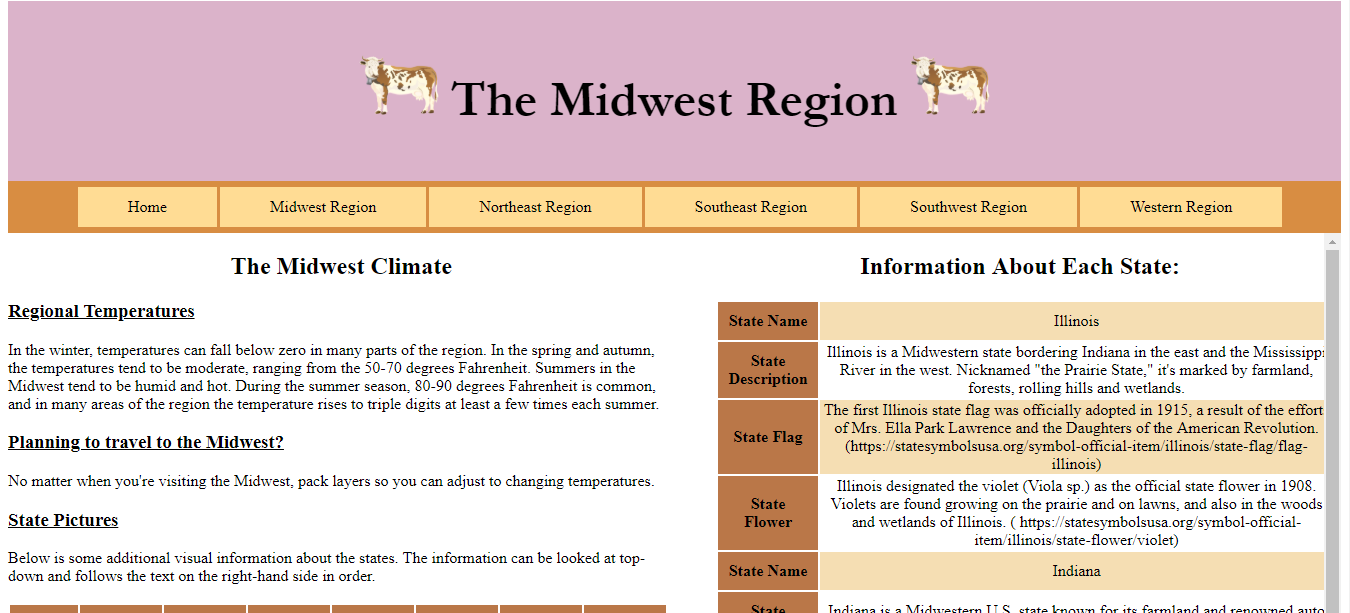 The Midwest Region
Home
Midwest Region
Northeast Region
Southeast Region
Southwest Region
Western Region
The Midwest Climate
Regional Temperatures
In the winter, temperatures can fall below zero in many parts of the region. In the spring and autumn,
the temperatures tend to be moderate, ranging from the 50-70 degrees Fahrenheit. Summers in the
Midwest tend to be humid and hot. During the summer season, 80-90 degrees Fahrenheit is common,
and in many areas of the region the temperature rises to triple digits at least a few times each summer.
Planning to travel to the Midwest?
No matter when you're visiting the Midwest, pack layers so you can adjust to changing temperatures.
State Pictures
Below is some additional visual information about the states. The information can be looked at top-
down and follows the text on the right-hand side in order.
Information About Each State:
State Name
Illinois
State
Description
Illinois is a Midwestern state bordering Indiana in the east and the Mississipp
River in the west. Nicknamed "the Prairie State," it's marked by farmland,
forests, rolling hills and wetlands.
State Flag
The first Illinois state flag was officially adopted in 1915, a result of the effort
of Mrs. Ella Park Lawrence and the Daughters of the American Revolution.
(https://statesymbolsusa.org/symbol-official-item/illinois/state-flag/flag-
illinois)
State
Flower
Illinois designated the violet (Viola sp.) as the official state flower in 1908.
Violets are found growing on the prairie and on lawns, and also in the woods
and wetlands of Illinois. ( https://statesymbolsusa.org/symbol-official-
item/illinois/state-flower/violet)
State Name
Indiana
State
Indiana is a Midwestern U.S. state known for its farmland and renowned auto